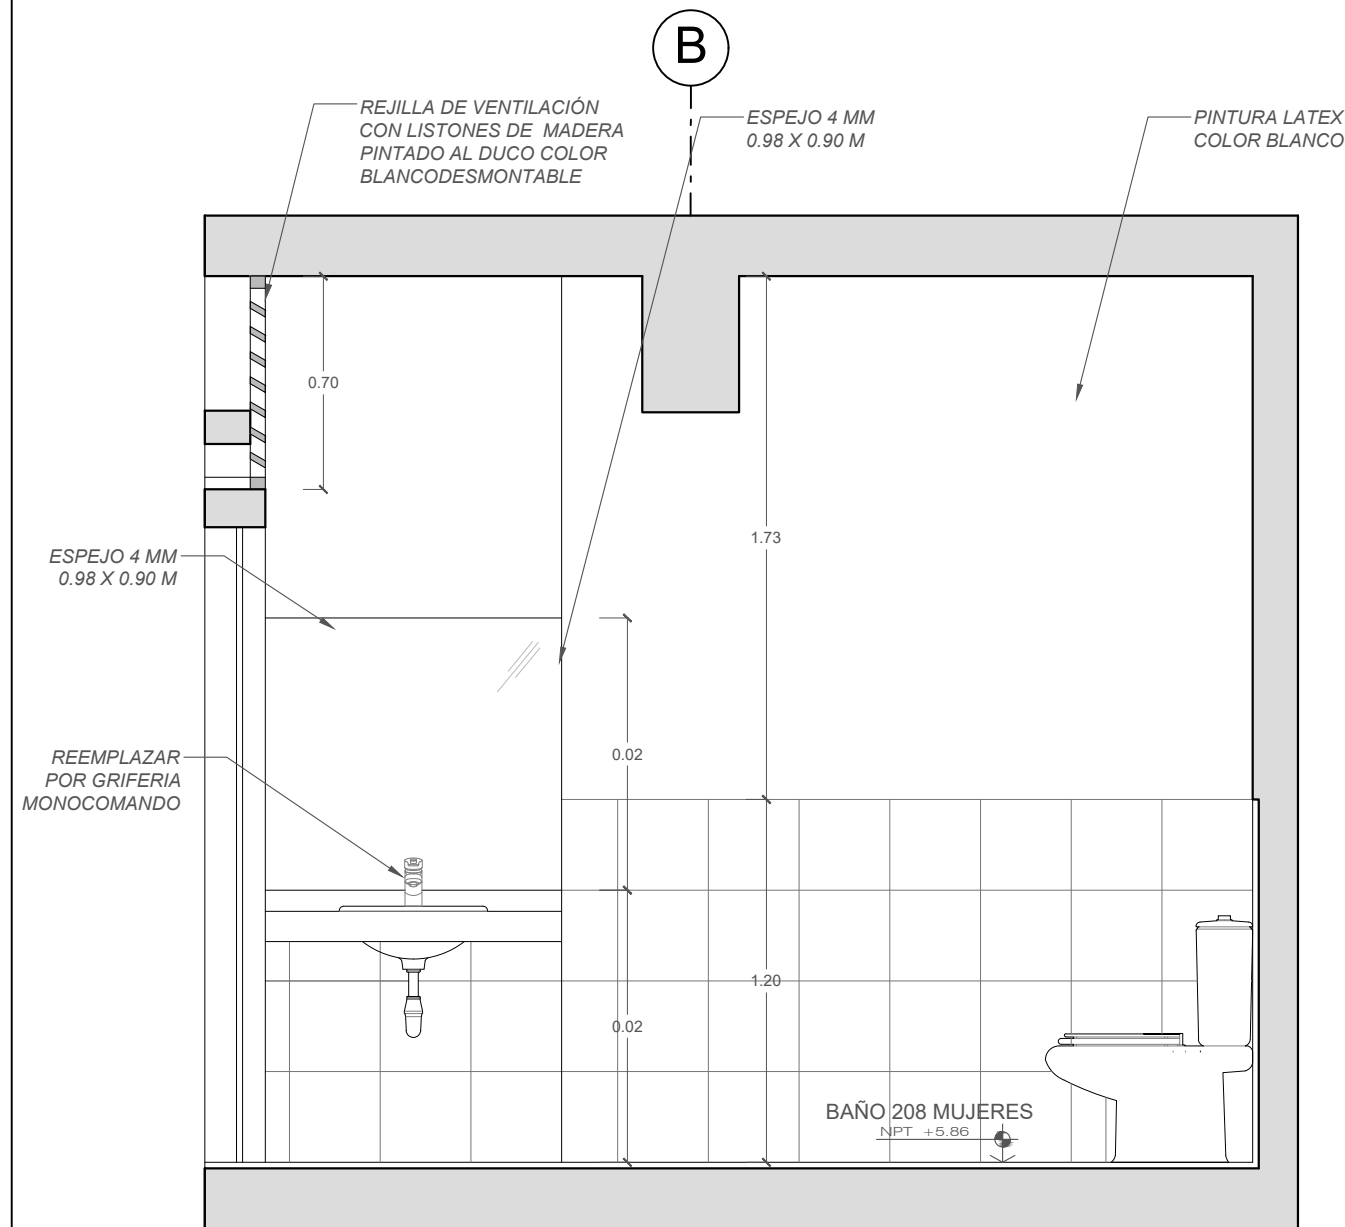 B
REJILLA DE VENTILACIÓN
CON LISTONES DE MADERA
PINTADO AL DUCO COLOR
BLANCODESMONTABLE
ESPEJO 4 MM
0.98 X 0.90 M
PINTURA LATEX
COLOR BLANCO
0.70
1.73
ESPEJO 4 MM
0.98 X 0.90 M
REEMPLAZAR
POR GRIFERIA
MONOCOMANDO
0.02
1.20
0.02
BAÑO 208 MUJERES
NPT +5.86